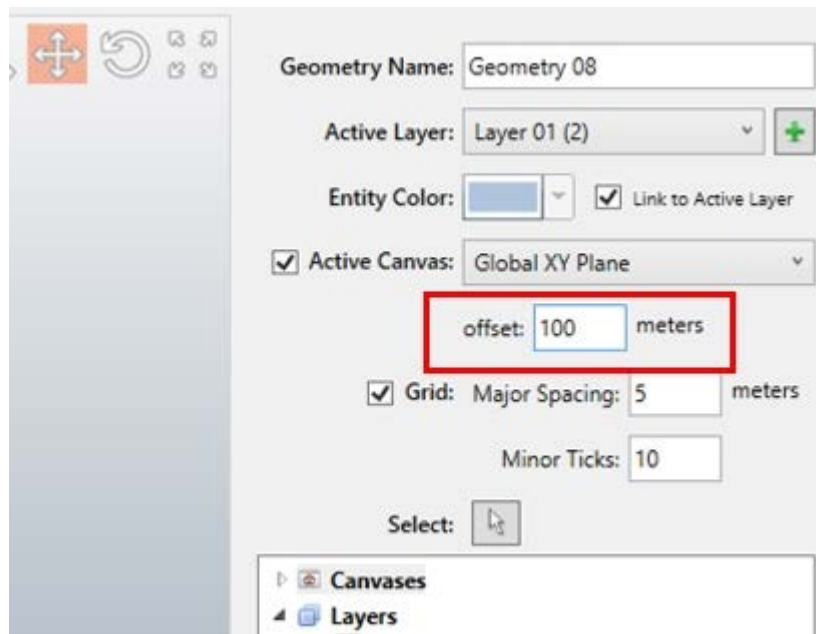 Geometry Name: Geometry 08
Active Layer: Layer 01 (2)
Entity Color: Link to Active Layer
Active Canvas: Global XY Plane
offset: 100 meters
Grid: Major Spacing: 5 meters
Minor Ticks: 10
Select:
Canvases
Layers